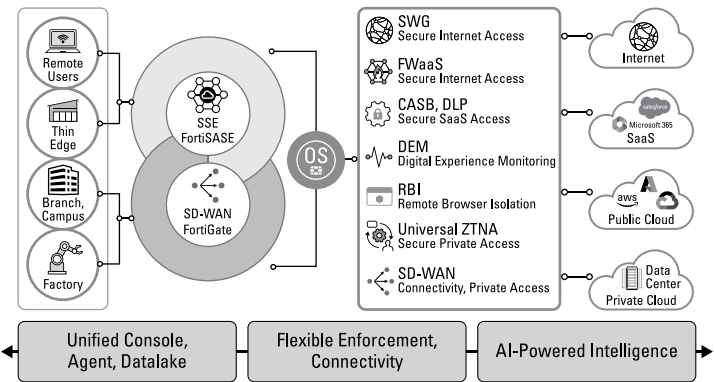 Remote
Users
Thin
Edge
Branch,
Campus
Factory
SSE
FortiSASE
SD-WAN
FortiGate
OS
SWG
Secure Internet Access
FWaaS
Secure Internet Access
CASB, DLP
Secure SaaS Access
DEM
Digital Experience Monitoring
RBI
Remote Browser Isolation
Universal ZTNA
Secure Private Access
SD-WAN
Connectivity, Private Access
Internet
salesforce
Microsoft 365
SaaS
aws
Public Cloud
Data
Center
Private Cloud
Unified Console,
Agent, Datalake
Flexible Enforcement,
Connectivity
AI-Powered Intelligence